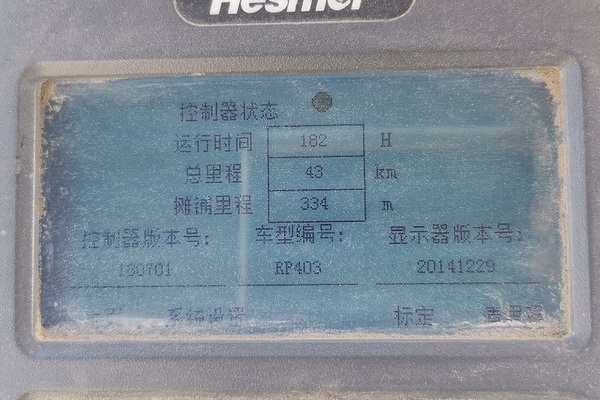 Hesmor
控制器状态
运行时间 182 H
总里程 43 km
摊铺里程 334 m
控制器版本号: 车型编号: 显示器版本号:
180701 RP403 20141229
系统设置 标定